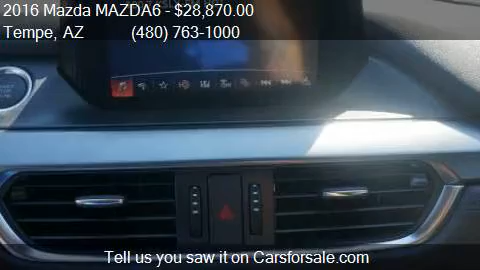 2016 Mazda MAZDA6 - $28,870.00
Tempe, AZ (480) 763-1000
Tell us you saw it on Carsforsale.com